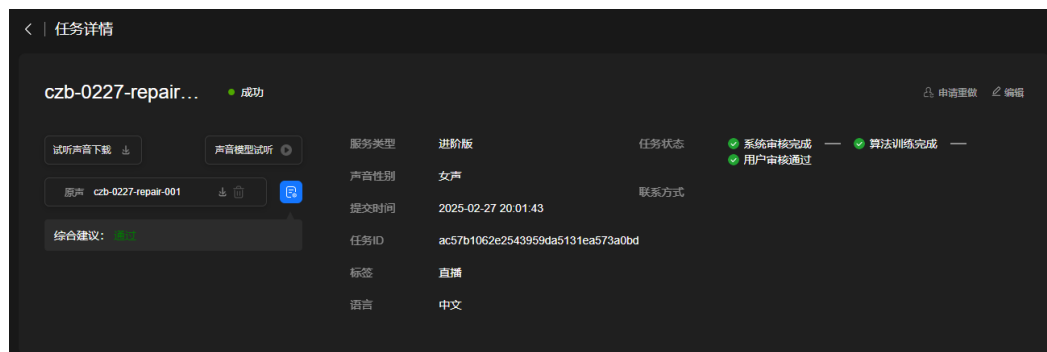 任务详情
czb-0227-repair... 成功
申请重做 编辑
试听声音下载 声音模型试听
原声 czb-0227-repair-001
综合建议: 通过
服务类型 进阶版
声音性别 女声
提交时间 2025-02-27 20:01:43
任务ID ac57b1062e2543959da5131ea573a0bd
标签 直播
语言 中文
任务状态 系统审核完成 算法训练完成
用户审核通过
联系方式